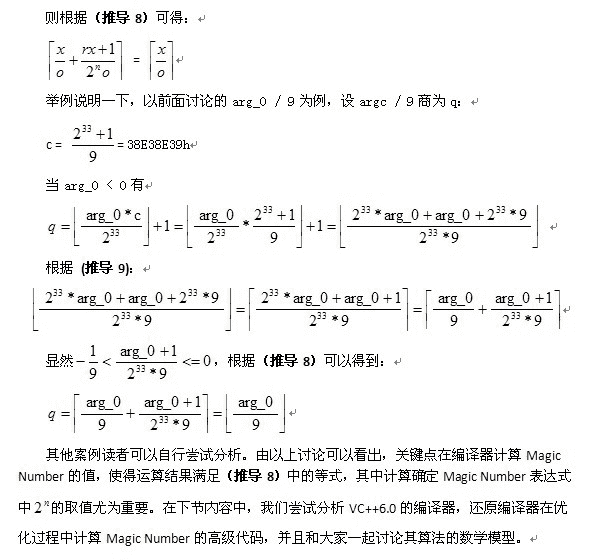 则根据（推导 8）可得：
⌈x/o + (rx+1)/(2ⁿo)⌉ = ⌈x/o⌉↵
举例说明一下，以前面讨论的 arg_0 / 9 为例，设 argc / 9 商为 q：
c = (2³³+1)/9 = 38E38E39h↵
当 arg_0 < 0 有↵
q = ⌊(arg_0*c)/2³³⌋+1 = ⌊(arg_0/2³³)*((2³³+1)/9)⌋+1 = ⌊(2³³*arg_0+arg_0+2³³*9)/(2³³*9)⌋ ↵
根据 (推导 9)：
⌊(2³³*arg_0+arg_0+2³³*9)/(2³³*9)⌋ = ⌈(2³³*arg_0+arg_0+1)/(2³³*9)⌉ = ⌈arg_0/9 + (arg_0+1)/(2³³*9)⌉↵
显然 -1/9 < (arg_0+1)/(2³³*9) <=0，根据（推导 8）可以得到：↵
q = ⌈arg_0/9 + (arg_0+1)/(2³³*9)⌉ = ⌊arg_0/9⌋↵
其他案例读者可以自行尝试分析。由以上讨论可以看出，关键点在编译器计算 Magic
Number 的值，使得运算结果满足（推导 8）中的等式，其中计算确定 Magic Number 表达式
中 2ⁿ的取值尤为重要。在下节内容中，我们尝试分析 VC++6.0 的编译器，还原编译器在优
化过程中计算 Magic Number 的高级代码，并且和大家一起讨论其算法的数学模型。↵